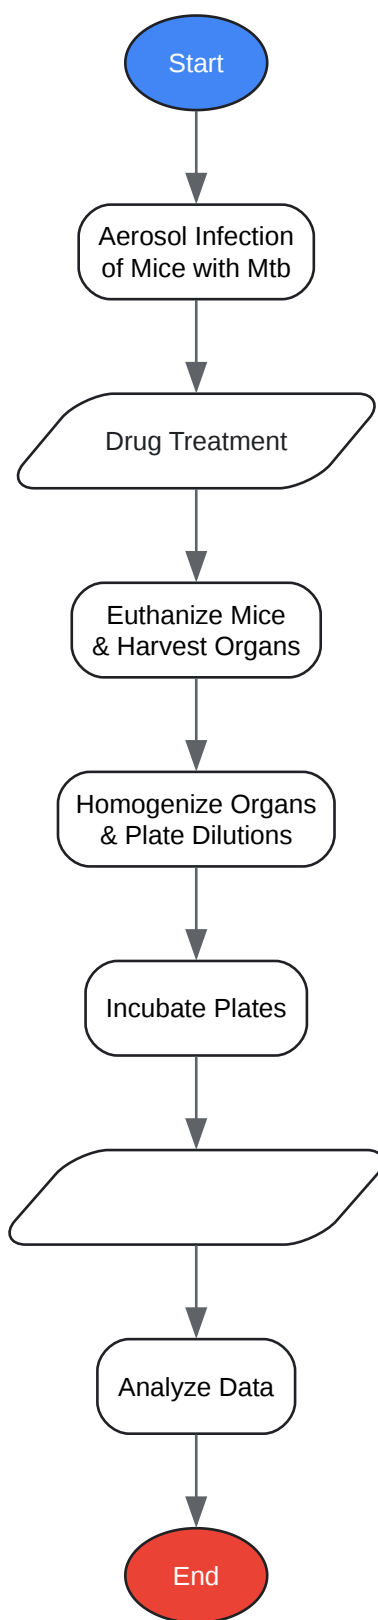 Start
Aerosol Infection
of Mice with Mtb
Drug Treatment
Euthanize Mice
& Harvest Organs
Homogenize Organs
& Plate Dilutions
Incubate Plates
Analyze Data
End